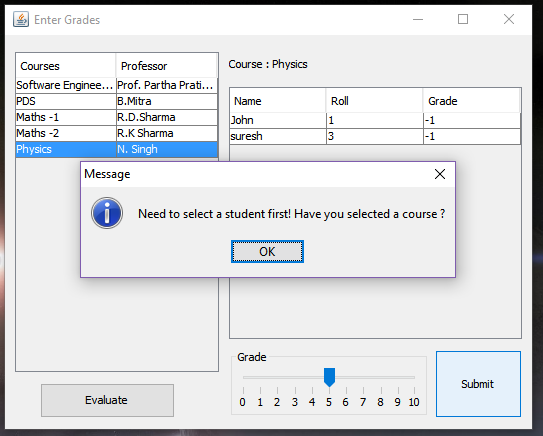 Enter Grades
Courses Professor
Software Enginee... Prof. Partha Prati...
PDS B.Mitra
Maths -1 R.D.Sharma
Maths -2 R.K Sharma
Physics N. Singh
Course : Physics
Name Roll Grade
John 1 -1
suresh 3 -1
Message
Need to select a student first! Have you selected a course ?
OK
Grade
0 1 2 3 4 5 6 7 8 9 10
Evaluate
Submit